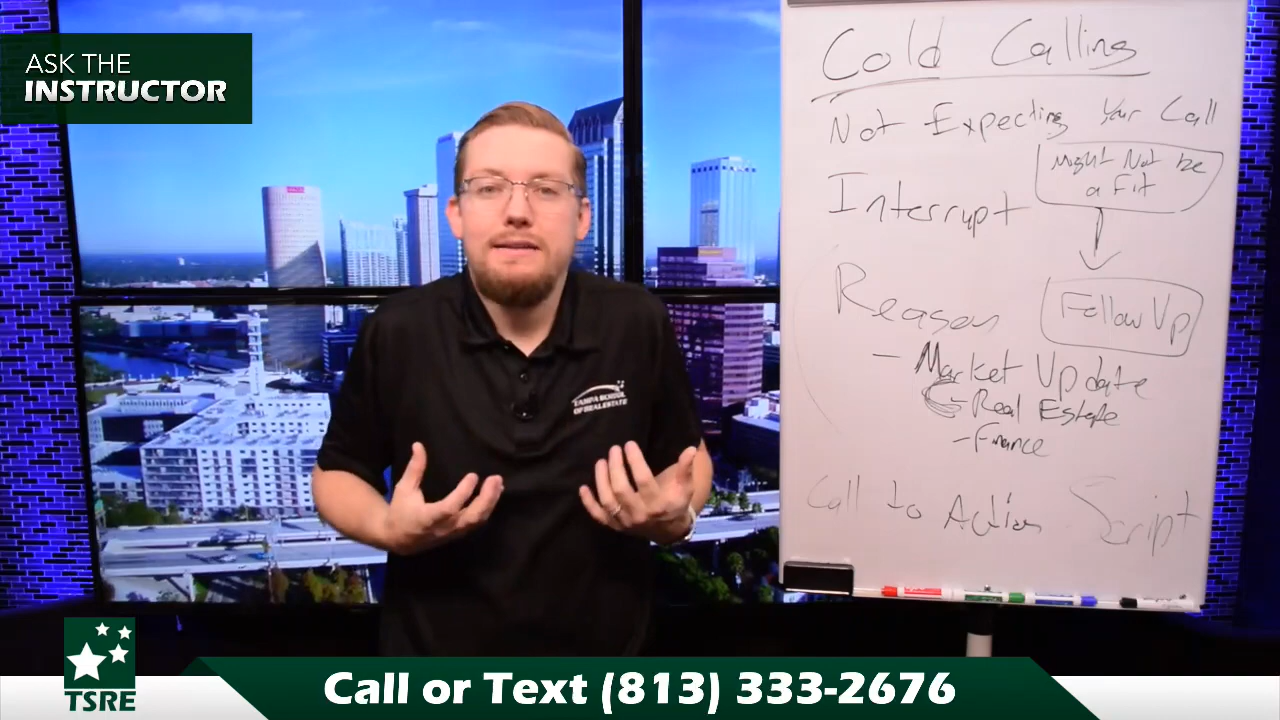 ASK THE
INSTRUCTOR
Cold Calling
Not Expecting Your Call
Might Not be
a Fit
Interrupt
Reason
Follow Up
- Market Update
- Real Estate
- Finance
Call to Action
Script
TAMPA SCHOOL
OF REAL ESTATE
TSRE
Call or Text (813) 333-2676